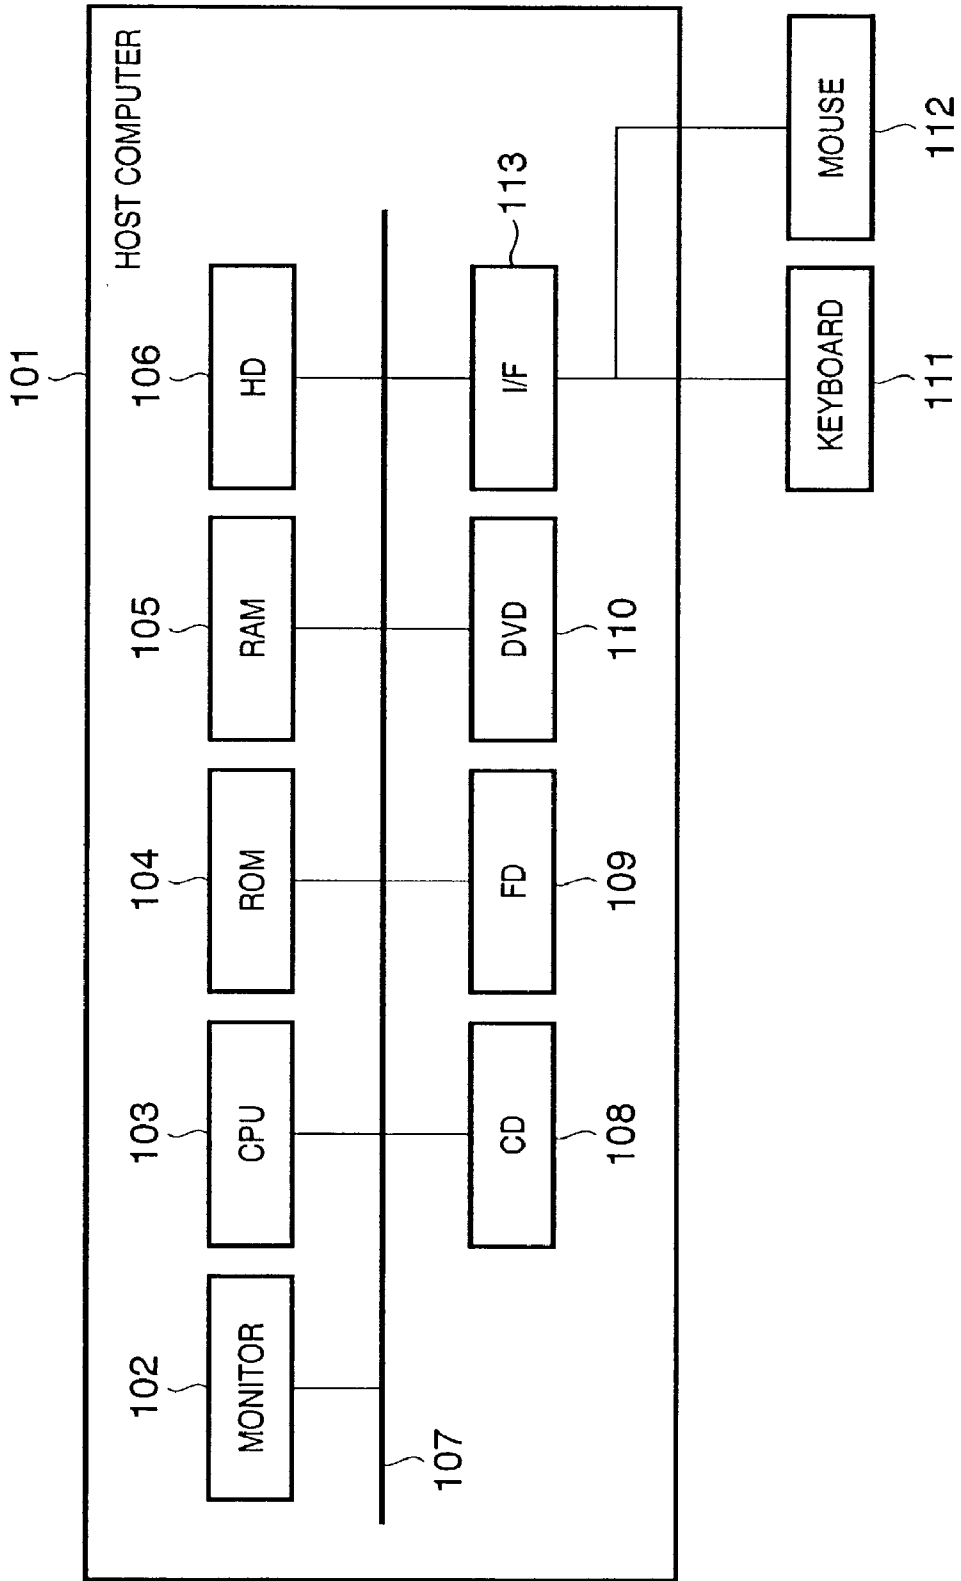 101
HOST COMPUTER
102
103
104
105
106
MONITOR
CPU
ROM
RAM
HD
107
113
CD
FD
DVD
I/F
108
109
110
KEYBOARD
MOUSE
111
112